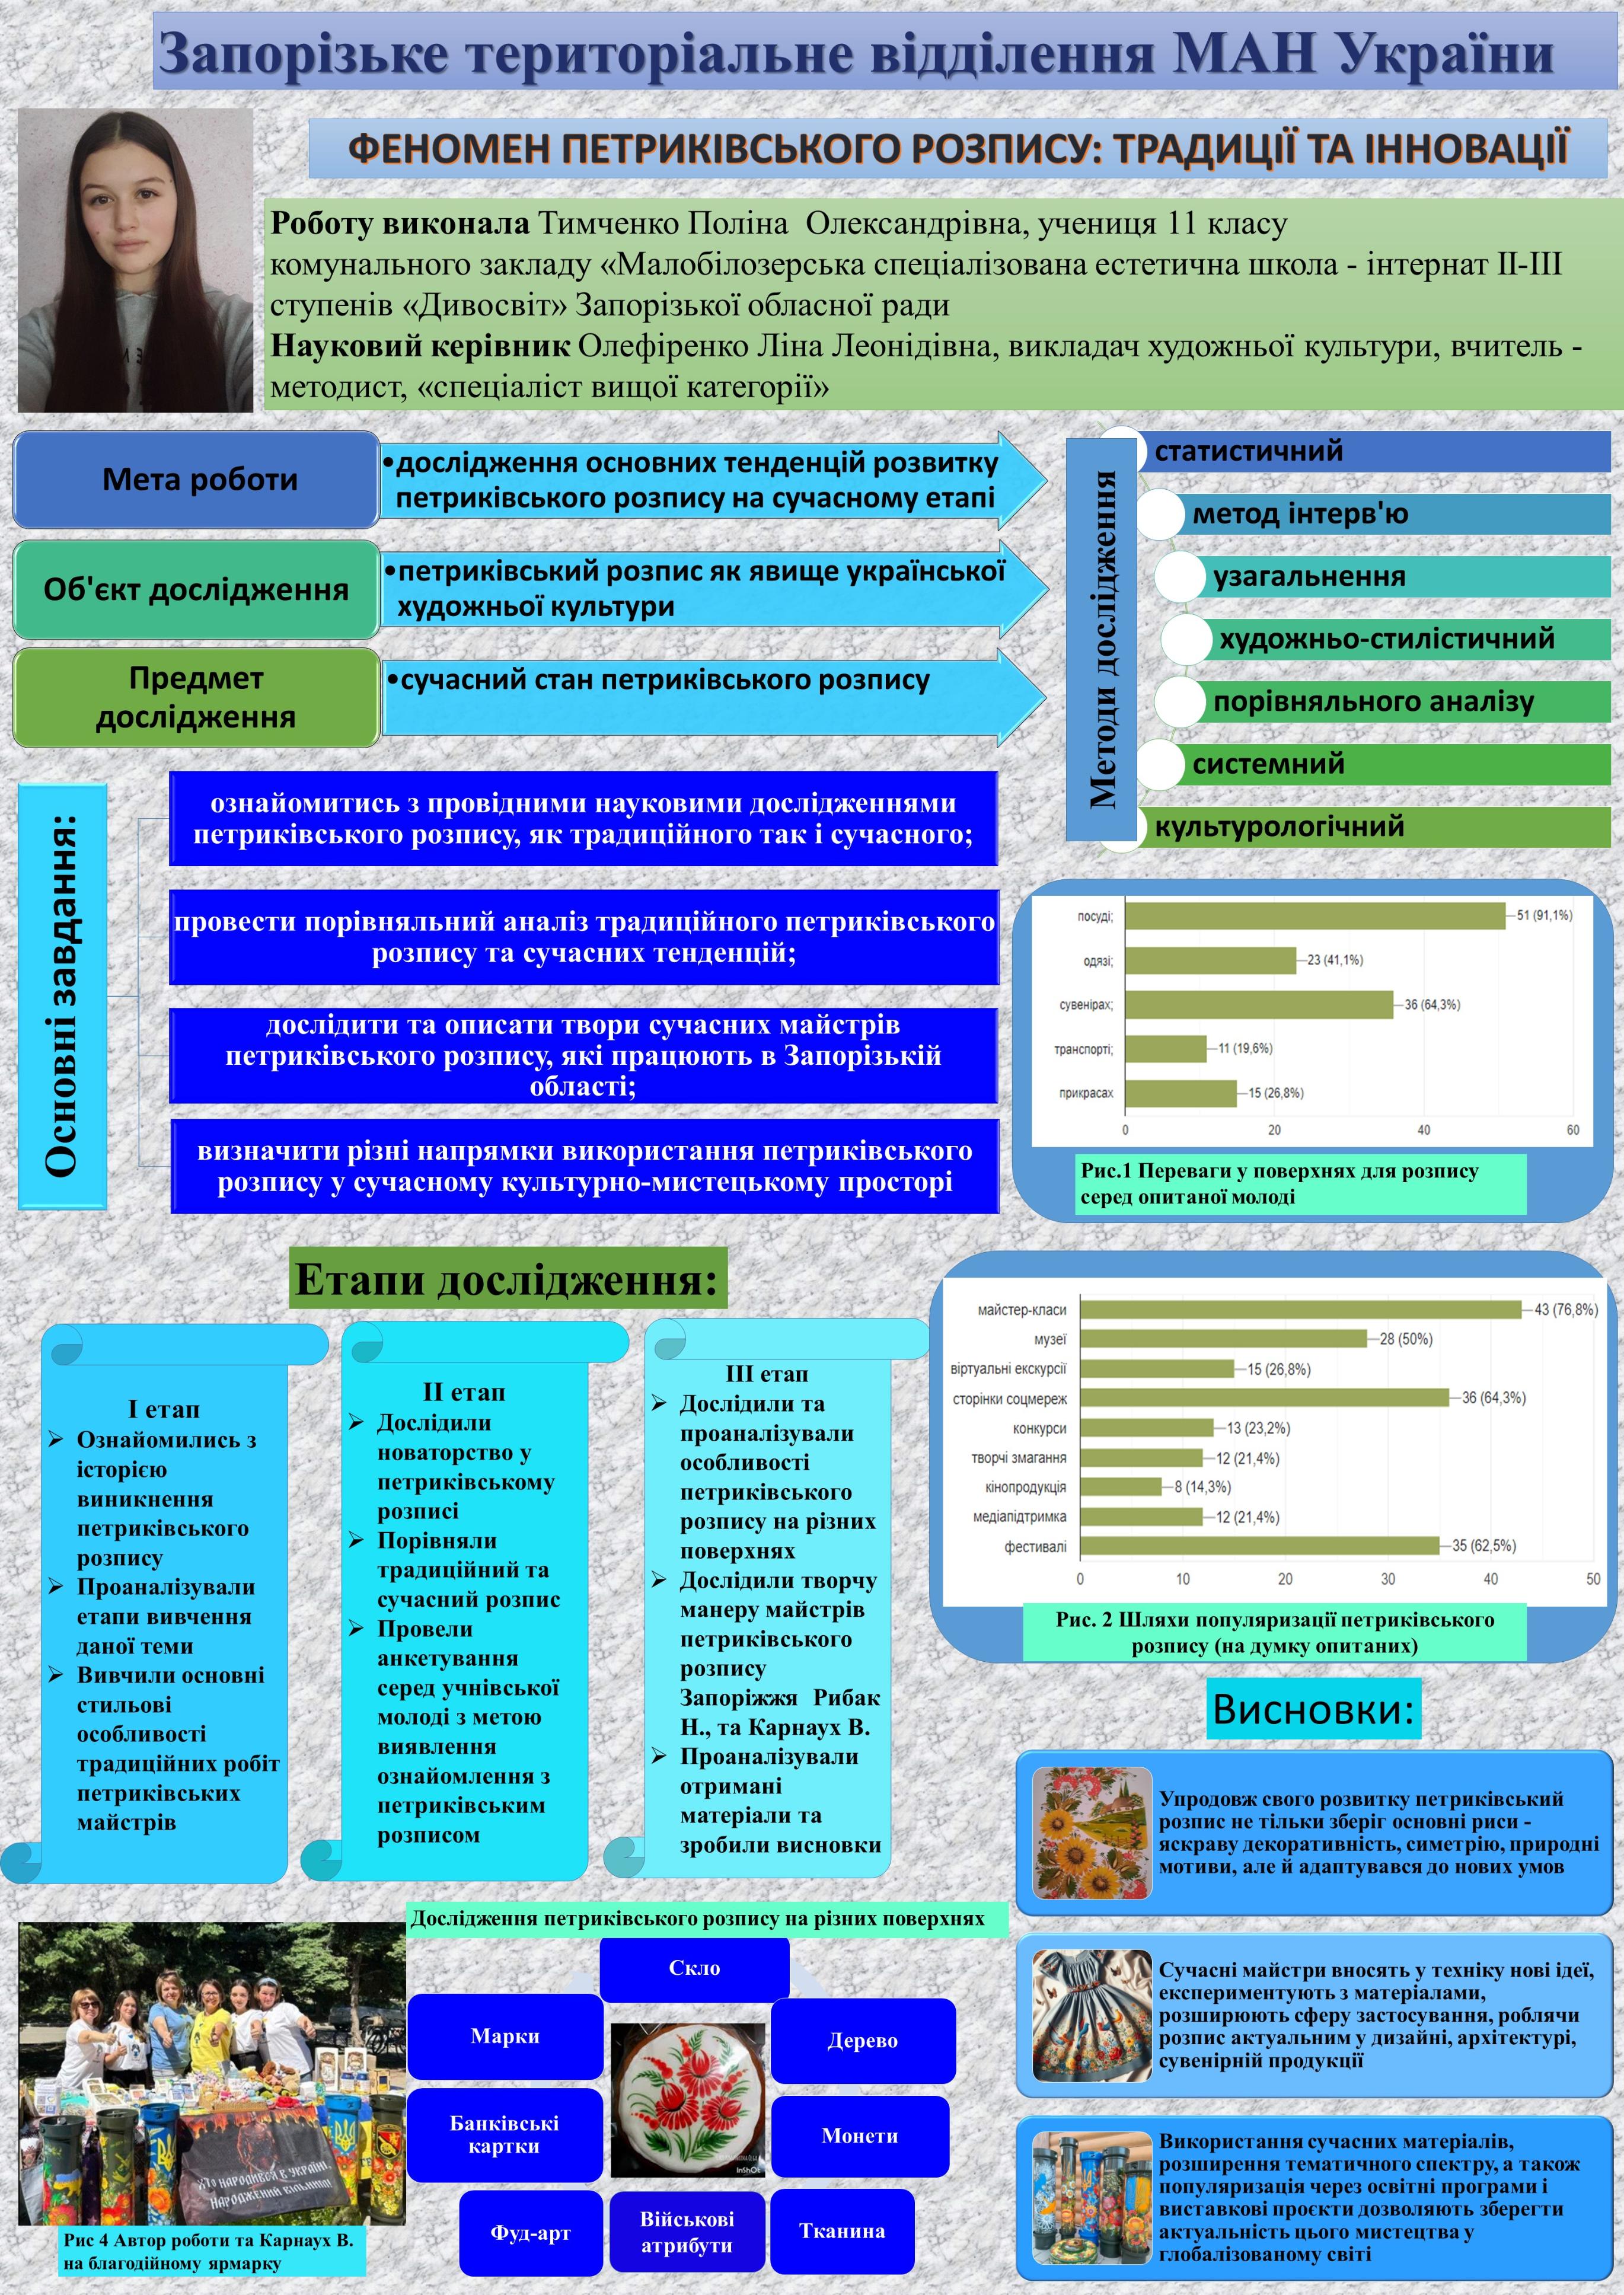 Запорізьке територіальне відділення МАН України
ФЕНОМЕН ПЕТРИКІВСЬКОГО РОЗПИСУ: ТРАДИЦІЇ ТА ІННОВАЦІЇ
Роботу виконала Тимченко Поліна Олександрівна, учениця 11 класу
комунального закладу «Малобілозерська спеціалізована естетична школа - інтернат ІІ-ІІІ
ступенів «Дивосвіт» Запорізької обласної ради
Науковий керівник Олефіренко Ліна Леонідівна, викладач художньої культури, вчитель -
методист, «спеціаліст вищої категорії»
Мета роботи
•дослідження основних тенденцій розвитку
петриківського розпису на сучасному етапі
Об'єкт дослідження
•петриківський розпис як явище української
художньої культури
Предмет
дослідження
•сучасний стан петриківського розпису
Методи дослідження
статистичний
метод інтерв'ю
узагальнення
художньо-стилістичний
порівняльного аналізу
системний
культурологічний
Основні завдання:
ознайомитись з провідними науковими дослідженнями
петриківського розпису, як традиційного так і сучасного;
провести порівняльний аналіз традиційного петриківського
розпису та сучасних тенденцій;
дослідити та описати твори сучасних майстрів
петриківського розпису, які працюють в Запорізькій
області;
визначити різні напрямки використання петриківського
розпису у сучасному культурно-мистецькому просторі
посуді; 51 (91,1%)
одязі; 23 (41,1%)
сувенірах; 36 (64,3%)
транспорті; 11 (19,6%)
прикрасах 15 (26,8%)
0 20 40 60
Рис.1 Переваги у поверхнях для розпису
серед опитаної молоді
Етапи дослідження:
І етап
➢ Ознайомились з
історією
виникнення
петриківського
розпису
➢ Проаналізували
етапи вивчення
даної теми
➢ Вивчили основні
стильові
особливості
традиційних робіт
петриківських
майстрів
ІІ етап
➢ Дослідили
новаторство у
петриківському
розписі
➢ Порівняли
традиційний та
сучасний розпис
➢ Провели
анкетування
серед учнівської
молоді з метою
виявлення
ознайомлення з
петриківським
розписом
ІІІ етап
➢ Дослідили та
проаналізували
особливості
петриківського
розпису на різних
поверхнях
➢ Дослідили творчу
манеру майстрів
петриківського
розпису
Запоріжжя Рибак
Н., та Карнаух В.
➢ Проаналізували
отримані
матеріали та
зробили висновки
майстер-класи 43 (76,8%)
музеї 28 (50%)
віртуальні екскурсії 15 (26,8%)
сторінки соцмереж 36 (64,3%)
конкурси 13 (23,2%)
творчі змагання 12 (21,4%)
кінопродукція 8 (14,3%)
медіапідтримка 12 (21,4%)
фестивалі 35 (62,5%)
0 10 20 30 40 50
Рис. 2 Шляхи популяризації петриківського
розпису (на думку опитаних)
Висновки:
Упродовж свого розвитку петриківський
розпис не тільки зберіг основні риси -
яскраву декоративність, симетрію, природні
мотиви, але й адаптувався до нових умов
Сучасні майстри вносять у техніку нові ідеї,
експериментують з матеріалами,
розширюють сферу застосування, роблячи
розпис актуальним у дизайні, архітектурі,
сувенірній продукції
Використання сучасних матеріалів,
розширення тематичного спектру, а також
популяризація через освітні програми і
виставкові проєкти дозволяють зберегти
актуальність цього мистецтва у
глобалізованому світі
Дослідження петриківського розпису на різних поверхнях
Скло
Марки
Дерево
Банківські
картки
Монети
Фуд-арт
Військові
атрибути
Тканина
InShOt
ХТО НАРОДИВСЯ В УКРАЇНІ,
НАРОДЖЕНИЙ ВІЛЬНИМ
Рис 4 Автор роботи та Карнаух В.
на благодійному ярмарку